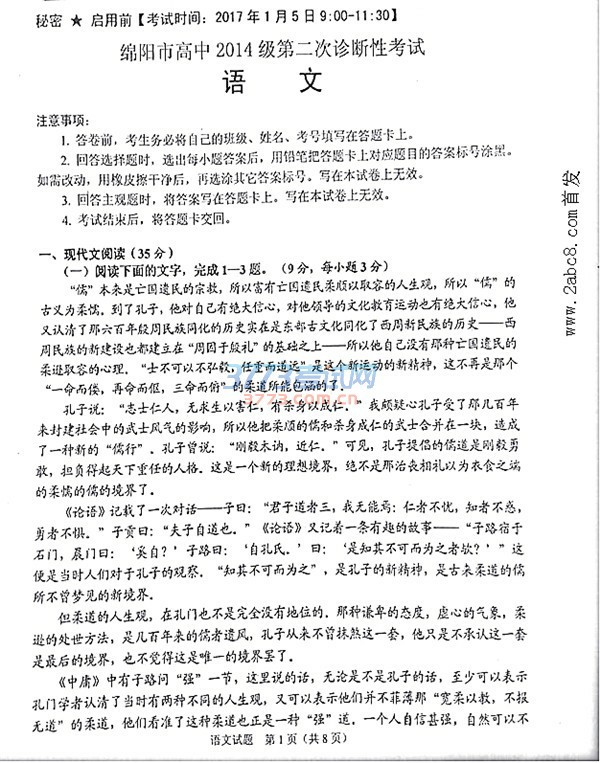 秘密 ★ 启用前【考试时间：2017年1月5日9:00-11:30】
绵阳市高中2014级第二次诊断性考试
语 文
注意事项：
1. 答卷前，考生务必将自己的班级、姓名、考号填写在答题卡上。
2. 回答选择题时，选出每小题答案后，用铅笔把答题卡上对应题目的答案标号涂黑。
如需改动，用橡皮擦干净后，再选涂其它答案标号。写在本试卷上无效。
3. 回答主观题时，将答案写在答题卡上。写在本试卷上无效。
4. 考试结束后，将答题卡交回。
一、现代文阅读（35分）
（一）阅读下面的文字，完成1—3题。（9分，每小题3分）
“儒”本来是亡国遗民的宗教，所以富有亡国遗民柔顺以取容的人生观，所以“儒”的
古义为柔懦。到了孔子，他对自己有绝大信心，对他领导的文化教育运动也有绝大信心，他
又认清了那六百年殷周民族同化的历史实在是东部古文化同化了西周新民族的历史——西
周民族的新建设也都建立在“周因于殷礼”的基础之上——所以他自己没有那种亡国遗民的
柔逊取容的心理。“士不可以不弘毅，任重而道远”是这个新运动的新精神，这不再是那个
“一命而偻，再命而伛，三命而俯”的柔道所能包涵的了。
孔子说：“志士仁人，无求生以害仁，有杀身以成仁。”我颇疑心孔子受了那几百年
来封建社会中的武士风气的影响，所以他把柔顺的儒和杀身成仁的武士合并在一块，造成
了一种新的“儒行”。孔子曾说：“刚毅木讷，近仁。”可见，孔子提倡的儒道是刚毅勇
敢，担负得起天下重任的人格。这是一个新的理想境界，绝不是那治丧相礼以为衣食之端
的柔懦的儒的境界了。
《论语》记载了一次对话——子曰：“君子道者三，我无能焉：仁者不忧，知者不惑，
勇者不惧。”子贡曰：“夫子自道也。”《论语》又记着一条有趣的故事——“子路宿于
石门，晨门曰：‘奚自？’子路曰：‘自孔氏。’曰：‘是知其不可而为之者欤？’”这
便是当时人们对于孔子的观察。“知其不可而为之”，是孔子的新精神，是古来柔道的儒
所不曾梦见的新境界。
但柔道的人生观，在孔门也不是完全没有地位的。那种谦卑的态度，虚心的气象，柔
逊的处世方法，是几百年来的儒者遗风，孔子从来不曾抹煞这一套，他只是不承认这一套
是最后的境界，也不觉得这是唯一的境界罢了。
《中庸》中有子路问“强”一节，这里说的话，无论是不是孔子的话，至少可以表示
孔门学者认清了当时有两种不同的人生观，又可以表示他们并不菲薄那“宽柔以教，不报
无道”的柔道，他们看准了这种柔道也正是一种“强”道。一个人自信甚强，自然可以不
语文试题 第1页（共8页）
www.2abc8.com首发
3773考试网
3773.com.cn